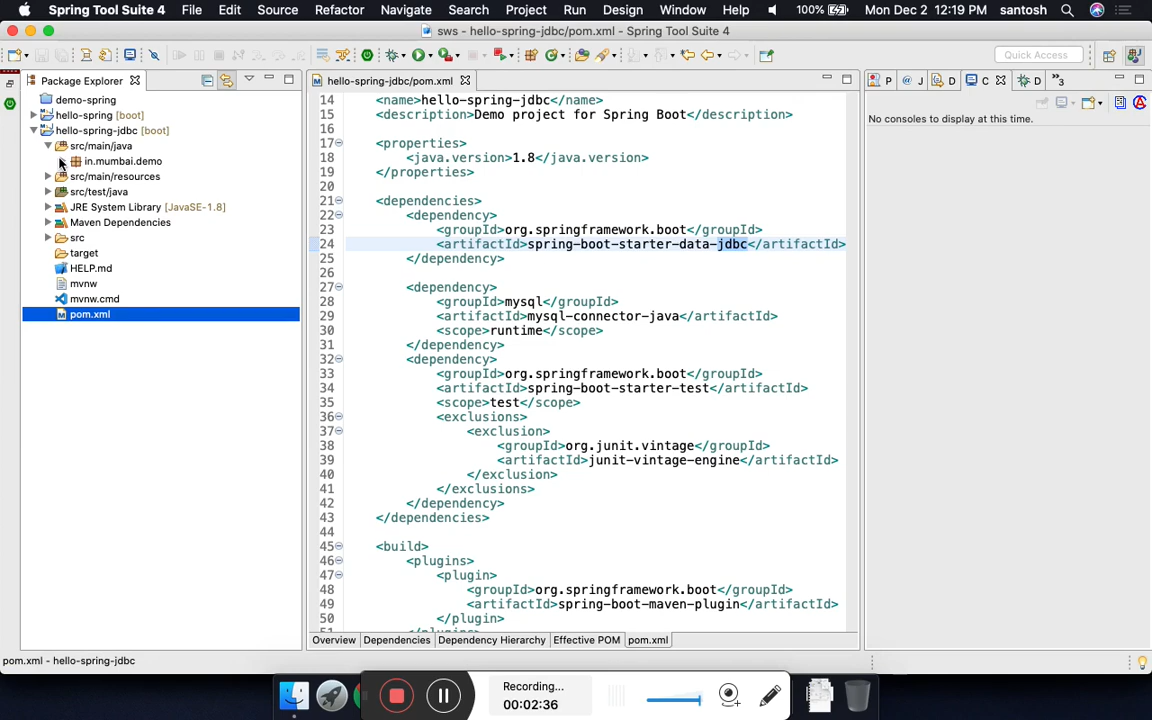 Spring Tool Suite 4 File Edit Source Refactor Navigate Search Project Run Design Window Help 100% Mon Dec 2 12:19 PM santosh
sws - hello-spring-jdbc/pom.xml - Spring Tool Suite 4
Quick Access
Package Explorer
hello-spring-jdbc/pom.xml
P @ J D C D »3
demo-spring
hello-spring [boot]
hello-spring-jdbc [boot]
src/main/java
in.mumbai.demo
src/main/resources
src/test/java
JRE System Library [JavaSE-1.8]
Maven Dependencies
src
target
HELP.md
mvnw
mvnw.cmd
pom.xml
14 <name>hello-spring-jdbc</name>
15 <description>Demo project for Spring Boot</description>
16
17 <properties>
18 <java.version>1.8</java.version>
19 </properties>
20
21 <dependencies>
22 <dependency>
23 <groupId>org.springframework.boot</groupId>
24 <artifactId>spring-boot-starter-data-jdbc</artifactId>
25 </dependency>
26
27 <dependency>
28 <groupId>mysql</groupId>
29 <artifactId>mysql-connector-java</artifactId>
30 <scope>runtime</scope>
31 </dependency>
32 <dependency>
33 <groupId>org.springframework.boot</groupId>
34 <artifactId>spring-boot-starter-test</artifactId>
35 <scope>test</scope>
36 <exclusions>
37 <exclusion>
38 <groupId>org.junit.vintage</groupId>
39 <artifactId>junit-vintage-engine</artifactId>
40 </exclusion>
41 </exclusions>
42 </dependency>
43 </dependencies>
44
45 <build>
46 <plugins>
47 <plugin>
48 <groupId>org.springframework.boot</groupId>
49 <artifactId>spring-boot-maven-plugin</artifactId>
50 </plugin>
51 </plugins>
No consoles to display at this time.
Overview Dependencies Dependency Hierarchy Effective POM pom.xml
pom.xml - hello-spring-jdbc
Recording...
00:02:36